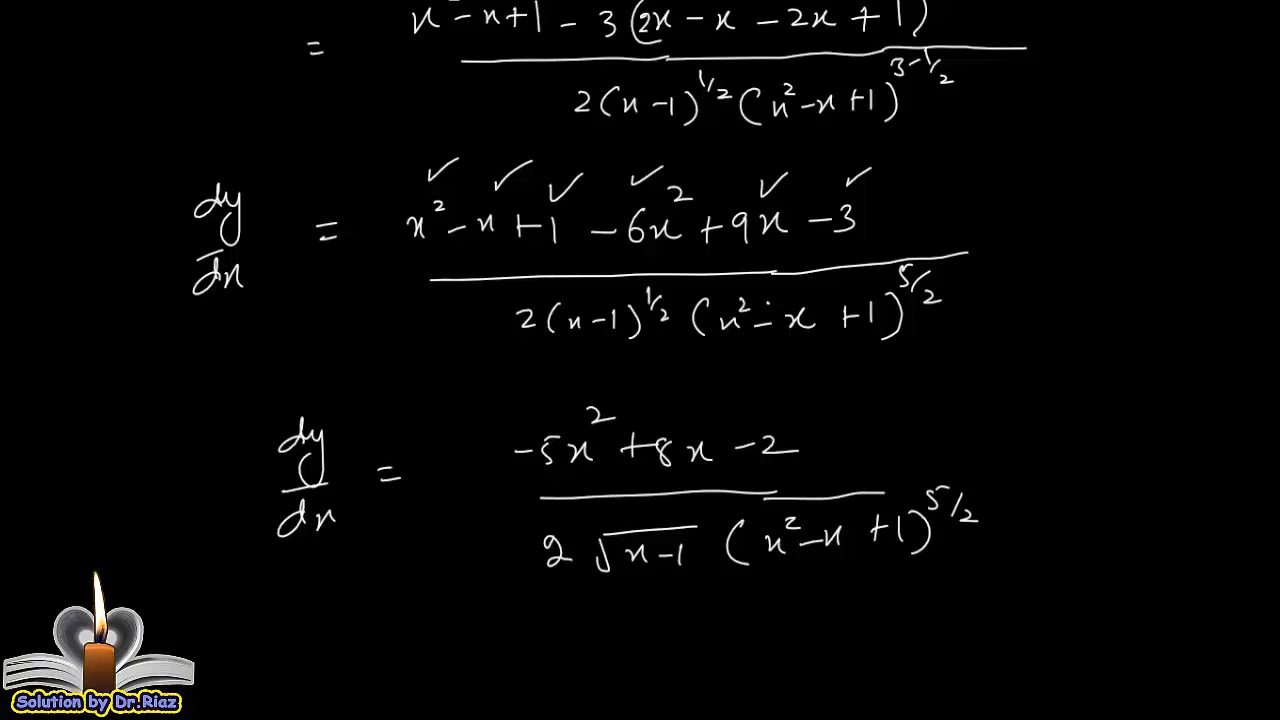 x² - x + 1 - 3 (2x² - x - 2x + 1)
=
2(x - 1)^1/2 (x² - x + 1)^3-1/2
dy/dx = x² - x + 1 - 6x² + 9x - 3
2(x - 1)^1/2 (x² - x + 1)^5/2
dy/dx = -5x² + 8x - 2
2 √x-1 (x² - x + 1)^5/2
Solution by Dr.Riaz